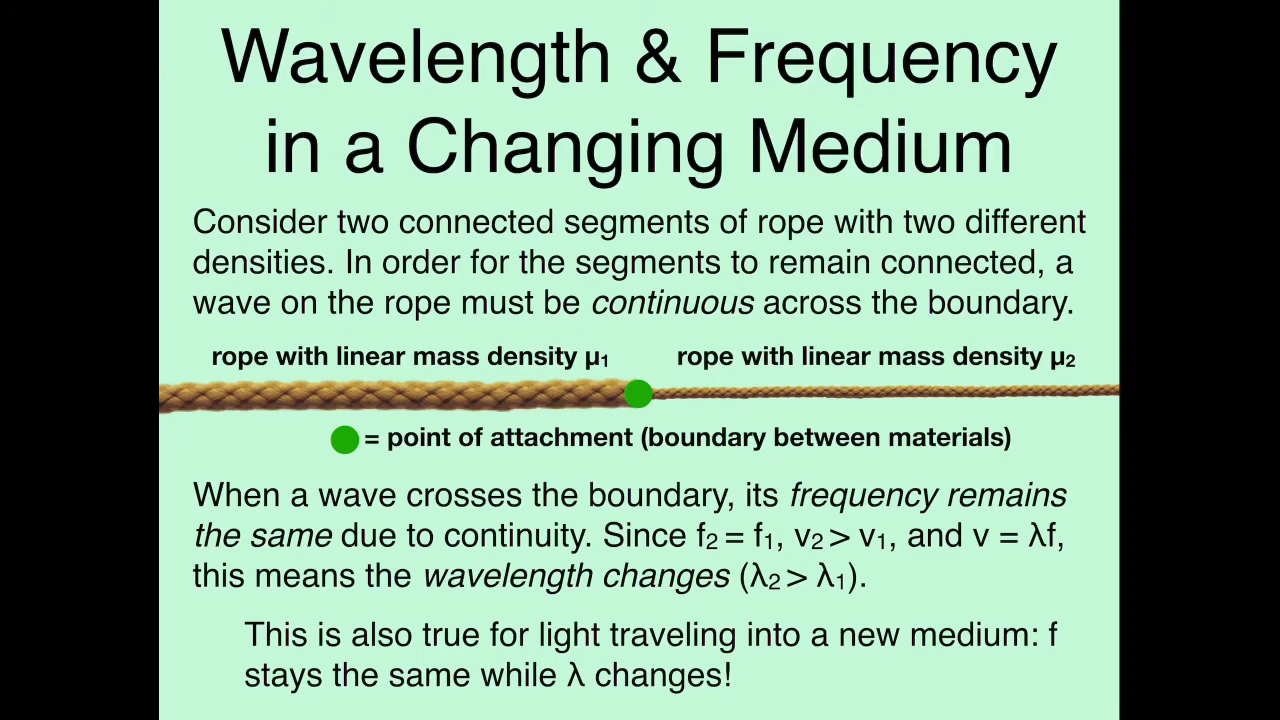 Wavelength & Frequency
in a Changing Medium
Consider two connected segments of rope with two different
densities. In order for the segments to remain connected, a
wave on the rope must be continuous across the boundary.
rope with linear mass density μ₁ rope with linear mass density μ₂
= point of attachment (boundary between materials)
When a wave crosses the boundary, its frequency remains
the same due to continuity. Since f₂ = f₁, v₂ > v₁, and v = λf,
this means the wavelength changes (λ₂ > λ₁).
This is also true for light traveling into a new medium: f
stays the same while λ changes!